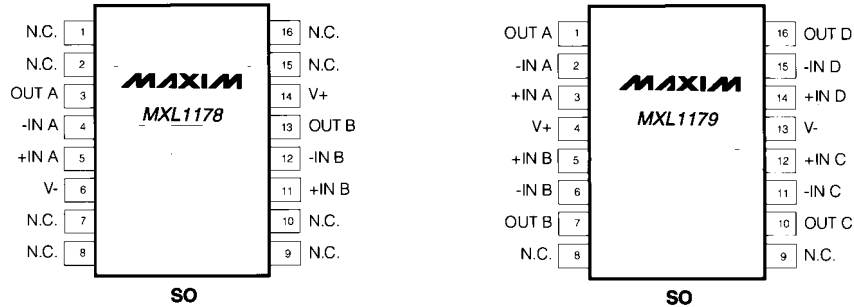 N.C. 1 16 N.C.
N.C. 2 15 N.C.
OUT A 3 14 V+
-IN A 4 13 OUT B
+IN A 5 12 -IN B
V- 6 11 +IN B
N.C. 7 10 N.C.
N.C. 8 9 N.C.
MAXIM
MXL1178
SO
OUT A 1 16 OUT D
-IN A 2 15 -IN D
+IN A 3 14 +IN D
V+ 4 13 V-
+IN B 5 12 +IN C
-IN B 6 11 -IN C
OUT B 7 10 OUT C
N.C. 8 9 N.C.
MAXIM
MXL1179
SO